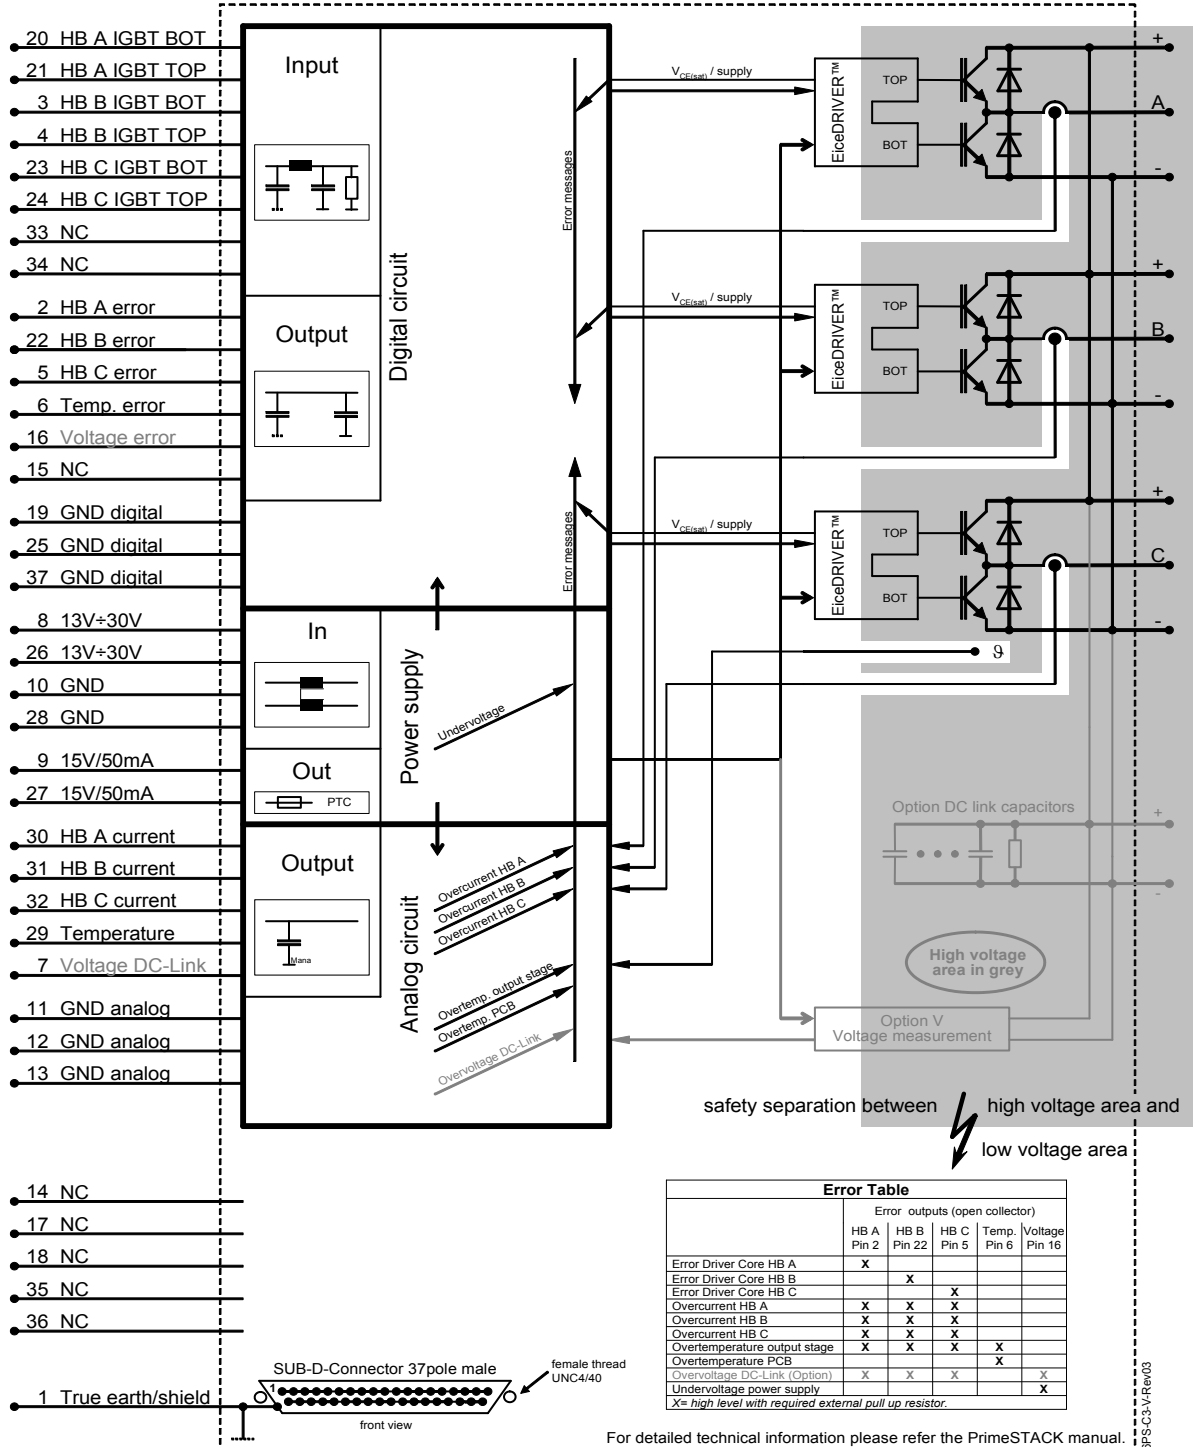 20 HB A IGBT BOT
21 HB A IGBT TOP
3 HB B IGBT BOT
4 HB B IGBT TOP
23 HB C IGBT BOT
24 HB C IGBT TOP
33 NC
34 NC
2 HB A error
22 HB B error
5 HB C error
6 Temp. error
16 Voltage error
15 NC
19 GND digital
25 GND digital
37 GND digital
8 13V÷30V
26 13V÷30V
10 GND
28 GND
9 15V/50mA
27 15V/50mA
30 HB A current
31 HB B current
32 HB C current
29 Temperature
7 Voltage DC-Link
11 GND analog
12 GND analog
13 GND analog
14 NC
17 NC
18 NC
35 NC
36 NC
1 True earth/shield
Input
Output
Digital circuit
Error messages
Error messages
In
Out
PTC
Power supply
Undervoltage
Output
Mana
Analog circuit
Overcurrent HB A
Overcurrent HB B
Overcurrent HB C
Overtemp. output stage
Overtemp. PCB
Overvoltage DC-Link
VCE(sat) / supply
EiceDRIVER™
TOP
BOT
+
A
-
VCE(sat) / supply
EiceDRIVER™
TOP
BOT
+
B
-
VCE(sat) / supply
EiceDRIVER™
TOP
BOT
+
C
-
ϑ
Option DC link capacitors
+
-
High voltage
area in grey
Option V
Voltage measurement
safety separation between high voltage area and
low voltage area
Error Table
Error outputs (open collector)
HB A HB B HB C Temp. Voltage
Pin 2 Pin 22 Pin 5 Pin 6 Pin 16
Error Driver Core HB A X
Error Driver Core HB B X
Error Driver Core HB C X
Overcurrent HB A X X X
Overcurrent HB B X X X
Overcurrent HB C X X X
Overtemperature output stage X X X X
Overtemperature PCB X
Overvoltage DC-Link (Option) X X X X
Undervoltage power supply X
X= high level with required external pull up resistor.
SUB-D-Connector 37pole male
1
female thread
UNC4/40
front view
For detailed technical information please refer the PrimeSTACK manual.